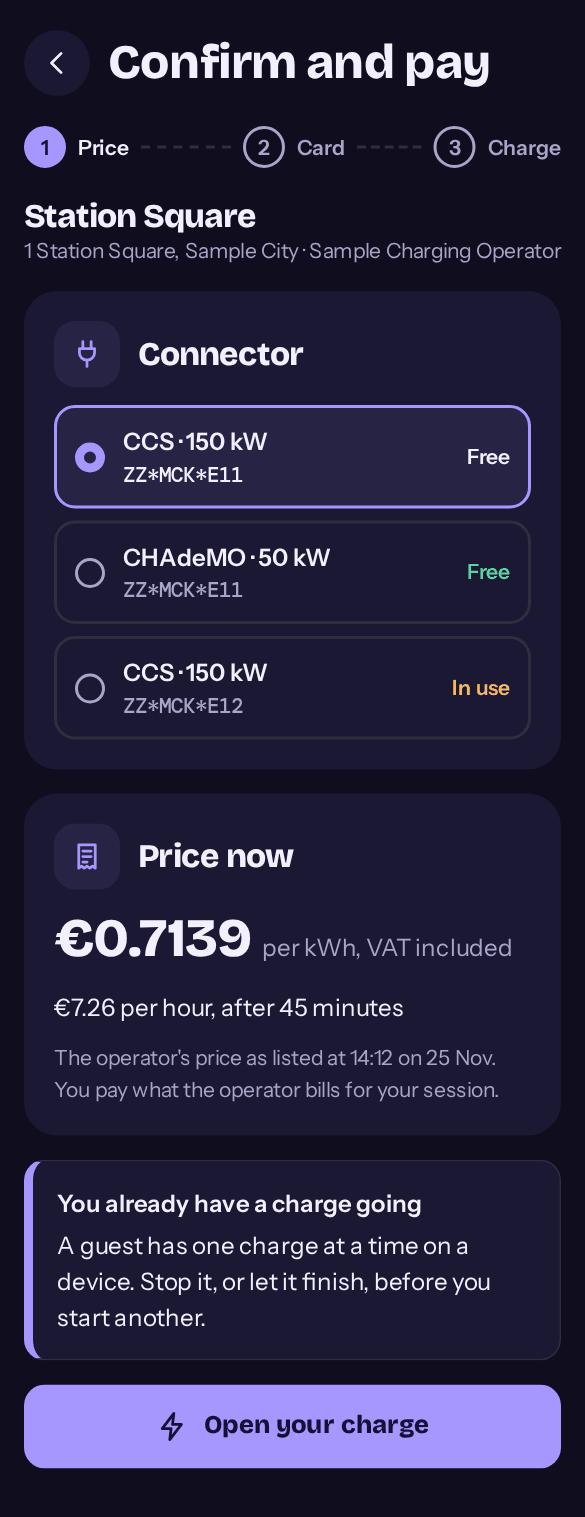 Confirm and pay
1 Price 2 Card 3 Charge
Station Square
1 Station Square, Sample City · Sample Charging Operator
Connector
CCS · 150 kW
ZZ*MCK*E11
Free
CHAdeMO · 50 kW
ZZ*MCK*E11
Free
CCS · 150 kW
ZZ*MCK*E12
In use
Price now
€0.7139 per kWh, VAT included
€7.26 per hour, after 45 minutes
The operator's price as listed at 14:12 on 25 Nov.
You pay what the operator bills for your session.
You already have a charge going
A guest has one charge at a time on a
device. Stop it, or let it finish, before you
start another.
Open your charge